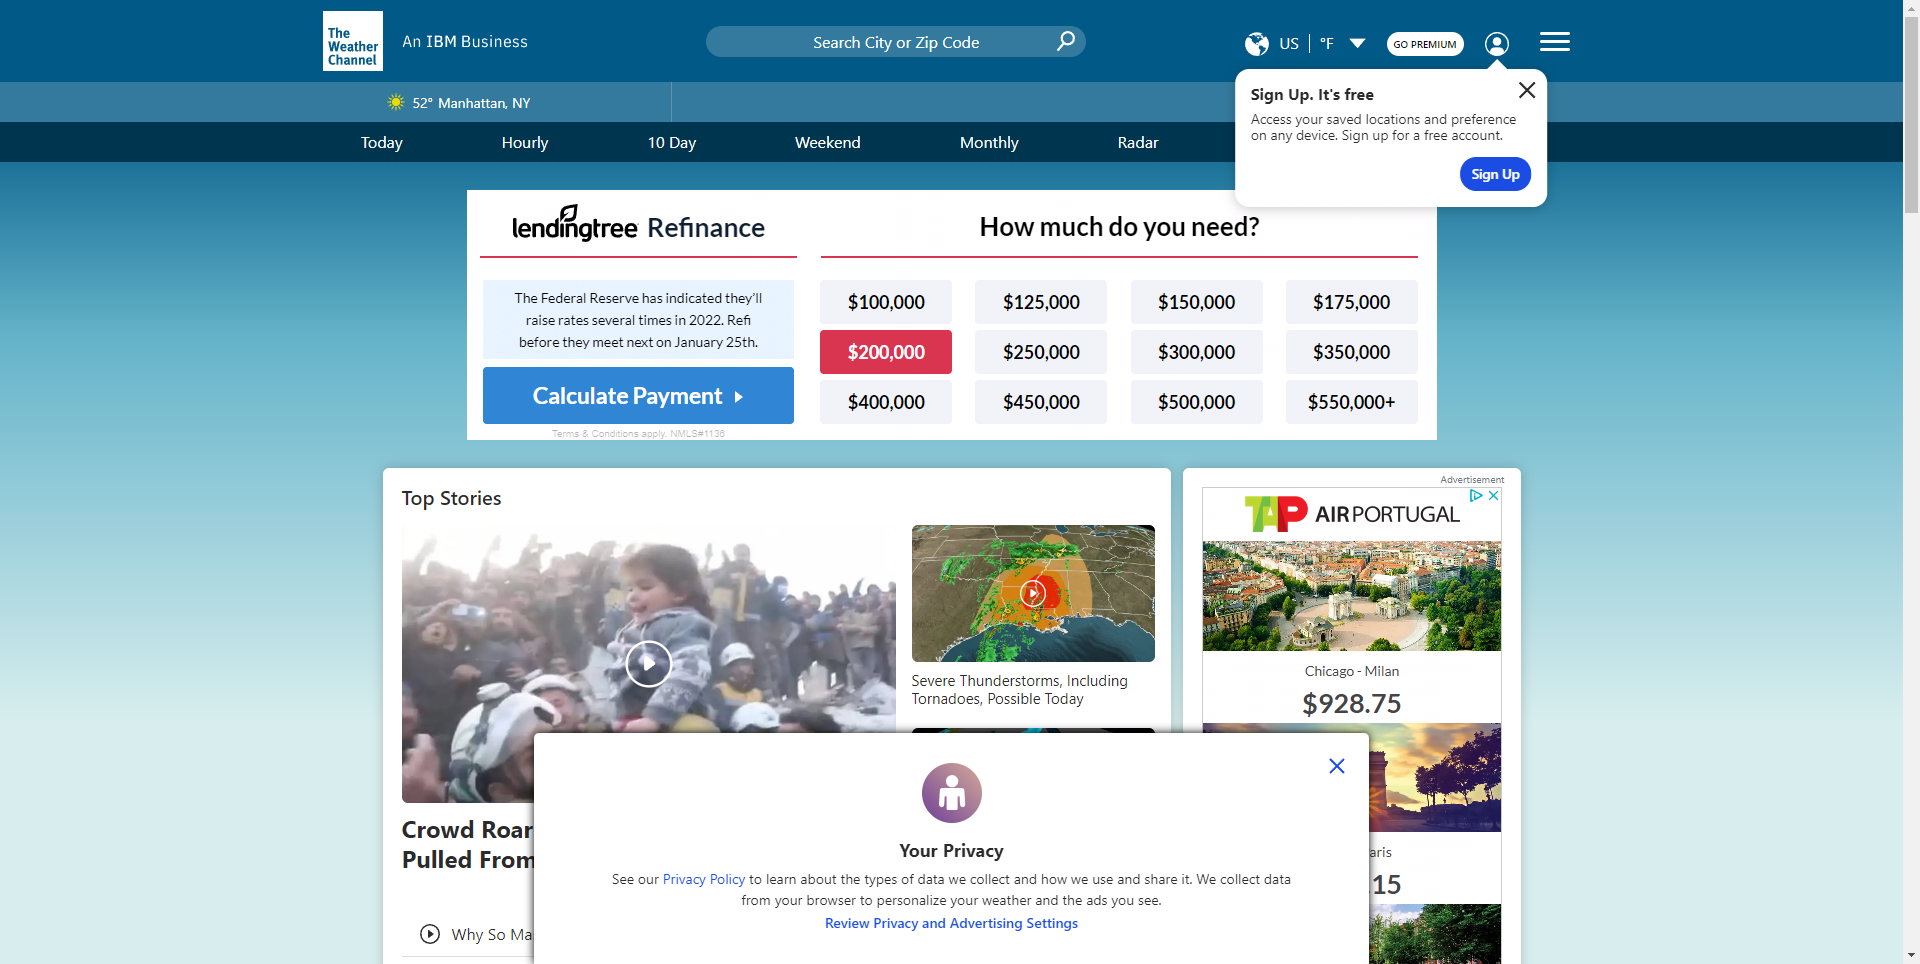 The
Weather
Channel
An IBM Business
Search City or Zip Code
US
°F
GO PREMIUM
52° Manhattan, NY
Sign Up. It's free
Access your saved locations and preference
on any device. Sign up for a free account.
Sign Up
Today
Hourly
10 Day
Weekend
Monthly
Radar
lendingtree Refinance
The Federal Reserve has indicated they'll
raise rates several times in 2022. Refi
before they meet next on January 25th.
Calculate Payment
Terms & Conditions apply. NMLS#1136
How much do you need?
$100,000 $125,000 $150,000 $175,000
$200,000 $250,000 $300,000 $350,000
$400,000 $450,000 $500,000 $550,000+
Top Stories
Crowd Roar
Pulled From
Why So Ma
Severe Thunderstorms, Including
Tornadoes, Possible Today
Advertisement
TAP AIR PORTUGAL
Chicago - Milan
$928.75
aris
15
Your Privacy
See our Privacy Policy to learn about the types of data we collect and how we use and share it. We collect data
from your browser to personalize your weather and the ads you see.
Review Privacy and Advertising Settings